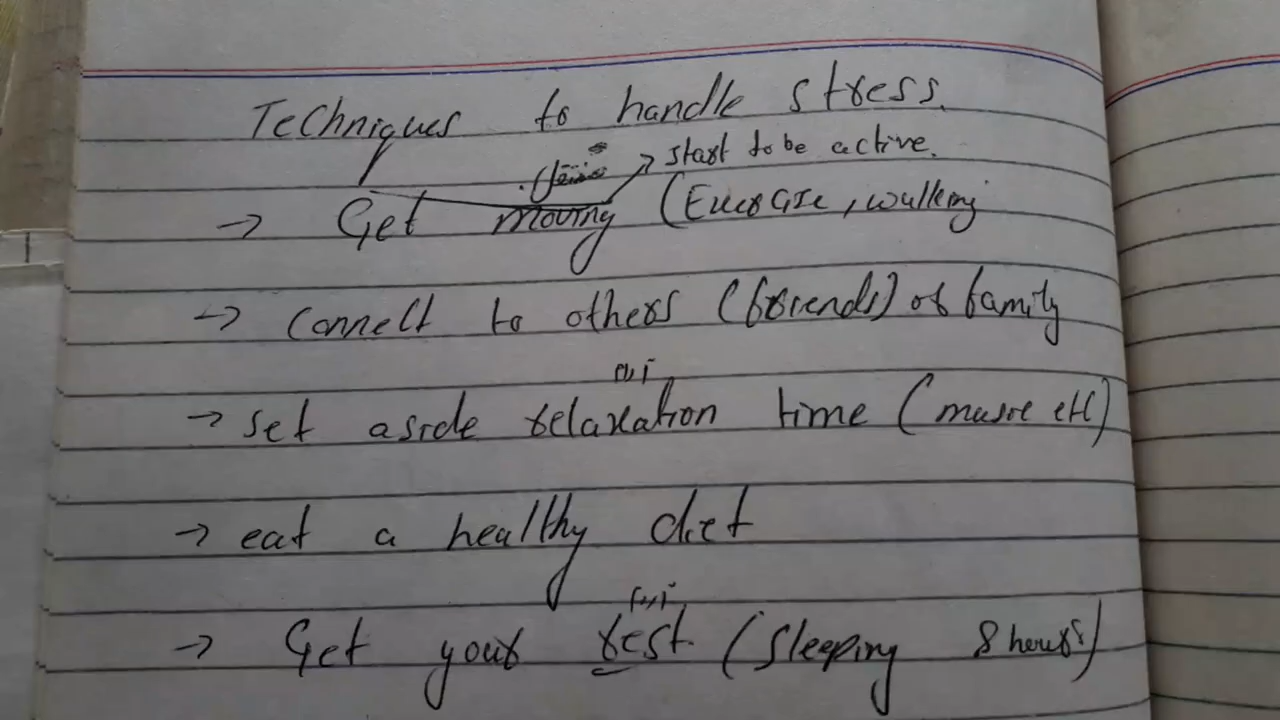 Techniques to handle stress.
→ start to be active.
→ Get moving (Exercise, walking
→ Connect to others (friends) of family
→ set aside relaxation time (music etc)
→ eat a healthy diet
→ Get your rest (Sleeping 8 hours)